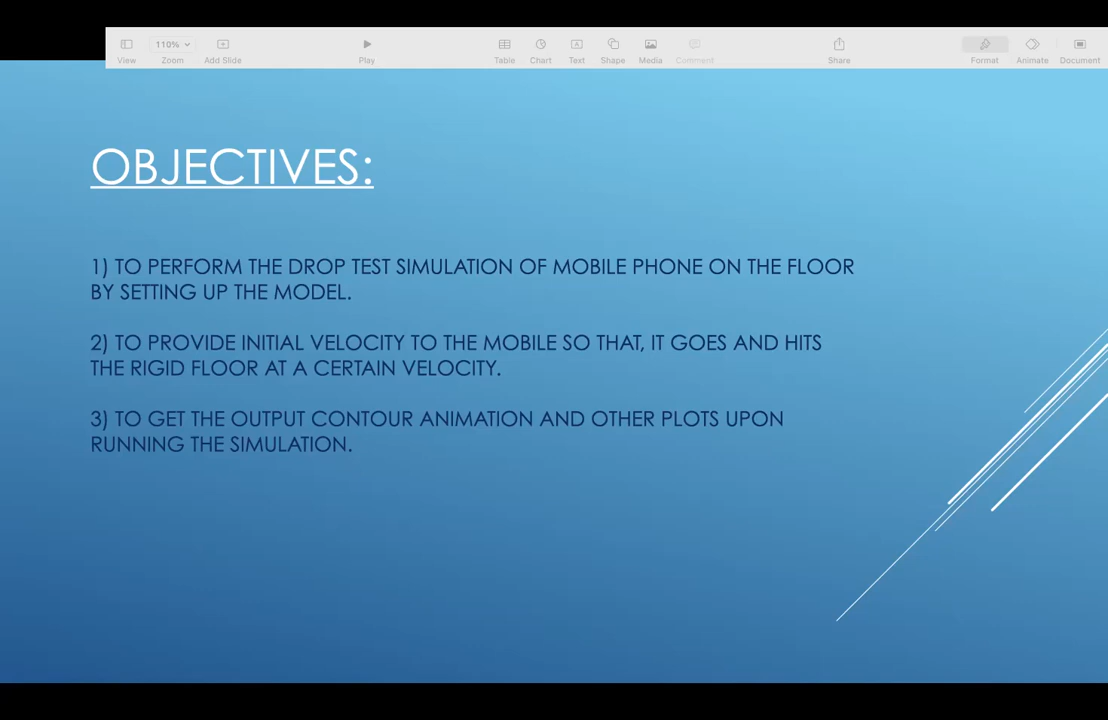 110%
View
Zoom
Add Slide
Play
Table
Chart
Text
Shape
Media
Comment
Share
Format
Animate
Document
OBJECTIVES:
1) TO PERFORM THE DROP TEST SIMULATION OF MOBILE PHONE ON THE FLOOR
BY SETTING UP THE MODEL.
2) TO PROVIDE INITIAL VELOCITY TO THE MOBILE SO THAT, IT GOES AND HITS
THE RIGID FLOOR AT A CERTAIN VELOCITY.
3) TO GET THE OUTPUT CONTOUR ANIMATION AND OTHER PLOTS UPON
RUNNING THE SIMULATION.